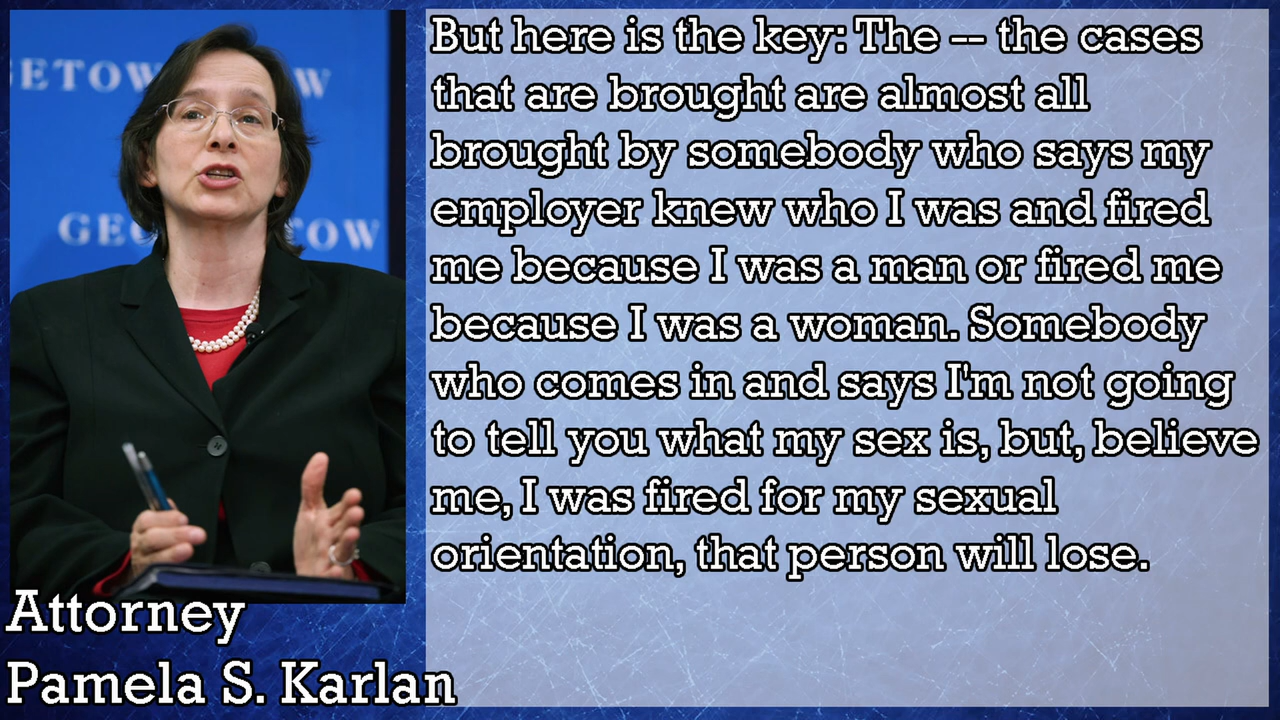 GETOW
W
GEO
TOW
But here is the key: The -- the cases
that are brought are almost all
brought by somebody who says my
employer knew who I was and fired
me because I was a man or fired me
because I was a woman. Somebody
who comes in and says I'm not going
to tell you what my sex is, but, believe
me, I was fired for my sexual
orientation, that person will lose.
Attorney
Pamela S. Karlan